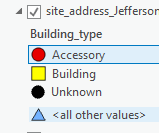 site_address_Jefferson
Building_type
Accessory
Building
Unknown
<all other values>